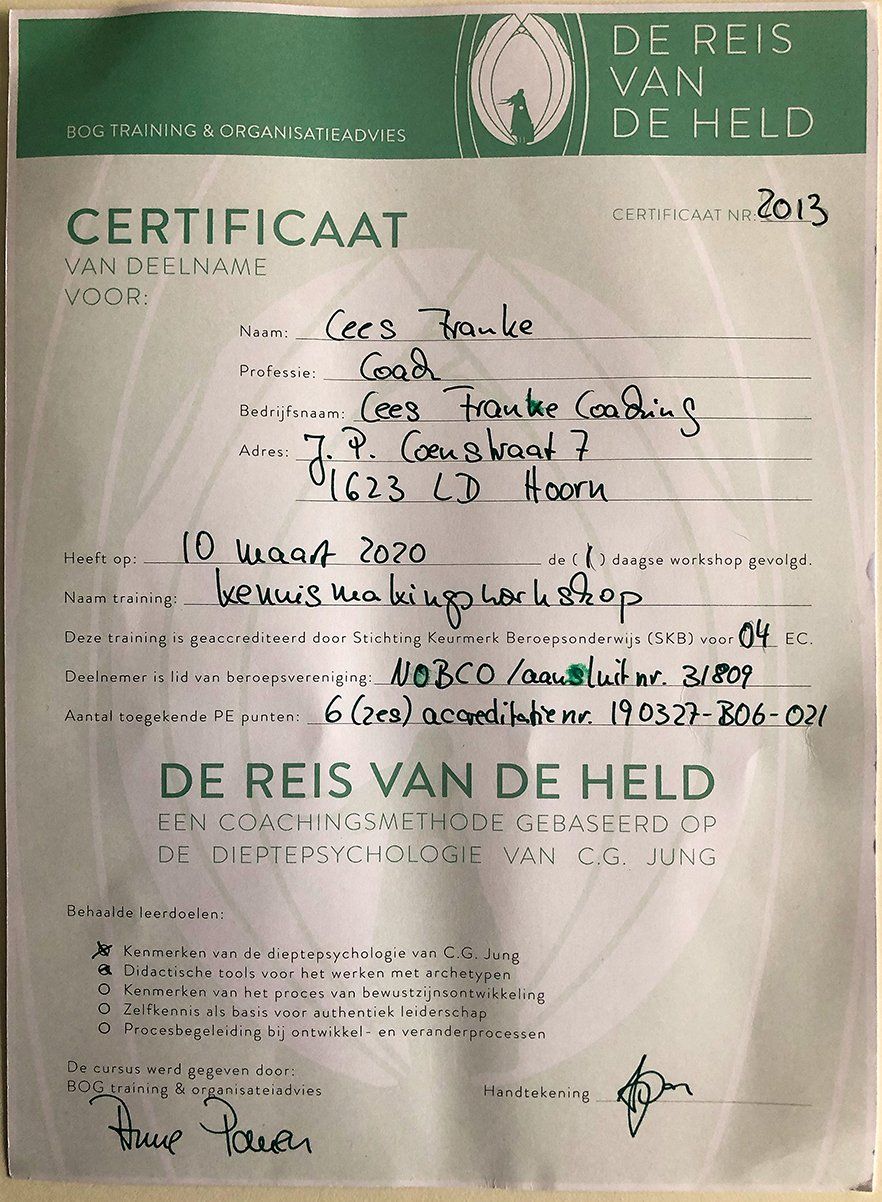 BOG TRAINING & ORGANISATIEADVIES
DE REIS
VAN
DE HELD
CERTIFICAAT
VAN DEELNAME
VOOR:
CERTIFICAAT NR: 2013
Naam: Cees Franke
Professie: Coach
Bedrijfsnaam: Cees Franke Coaching
Adres: J. P. Coenstraat 7
1623 LD Hoorn
Heeft op: 10 maart 2020 de (1) daagse workshop gevolgd.
Naam training: kennismakingsworkshop
Deze training is geaccrediteerd door Stichting Keurmerk Beroepsonderwijs (SKB) voor 04 EC.
Deelnemer is lid van beroepsvereniging: NOBCO / aansluitnr. 31809
Aantal toegekende PE punten: 6 (zes) accreditatienr. 190327-B06-021
DE REIS VAN DE HELD
EEN COACHINGSMETHODE GEBASEERD OP
DE DIEPTEPSYCHOLOGIE VAN C.G. JUNG
Behaalde leerdoelen:
Kenmerken van de dieptepsychologie van C.G. Jung
Didactische tools voor het werken met archetypen
Kenmerken van het proces van bewustzijnsontwikkeling
Zelfkennis als basis voor authentiek leiderschap
Procesbegeleiding bij ontwikkel- en veranderprocessen
De cursus werd gegeven door:
BOG training & organisateiadvies
Handtekening
Anne